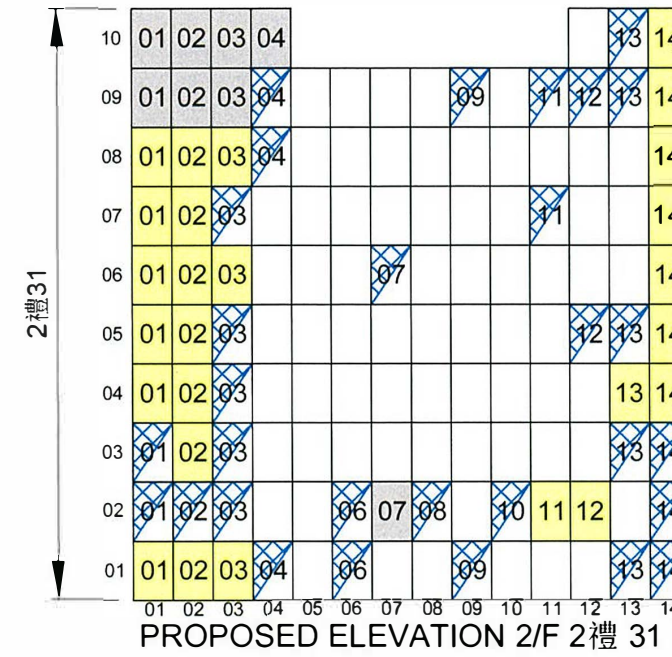 10 01 02 03 04 13 14
09 01 02 03 04 09 11 12 13 14
08 01 02 03 04 14
07 01 02 03 11 14
06 01 02 03 07 14
05 01 02 03 12 13 14
04 01 02 03 13 14
03 01 02 03 13 14
02 01 02 03 06 07 08 10 11 12 14
01 01 02 03 04 06 09 13 14
2禮31
01 02 03 04 05 06 07 08 09 10 11 12 13 14
PROPOSED ELEVATION 2/F 2禮 31